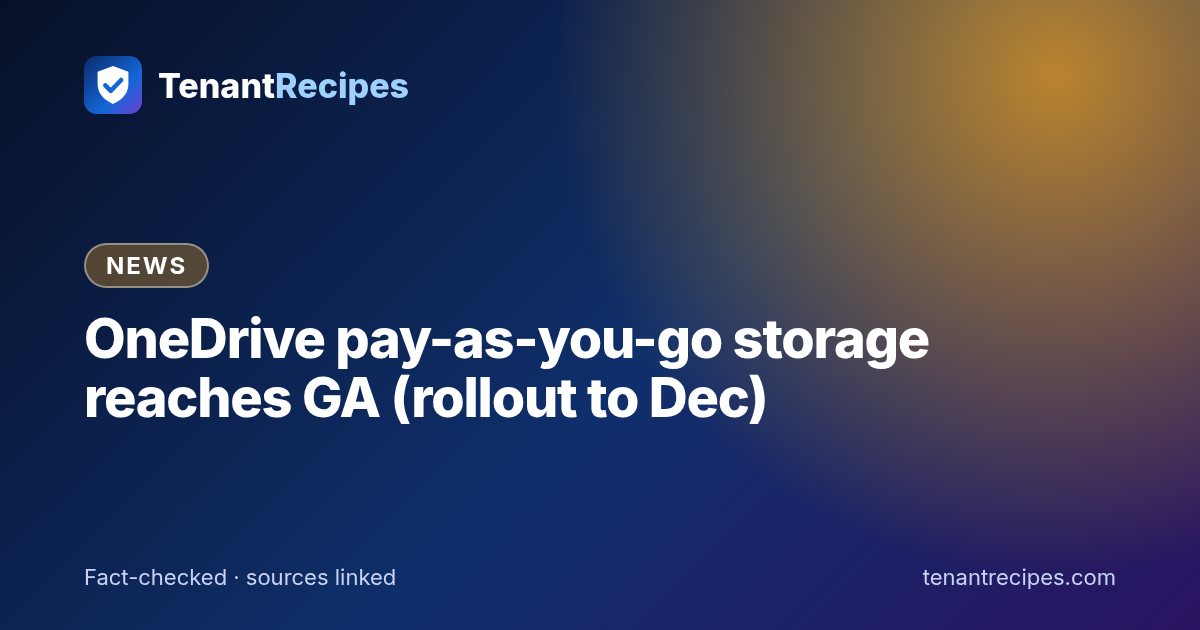 TenantRecipes
NEWS
OneDrive pay-as-you-go storage
reaches GA (rollout to Dec)
Fact-checked · sources linked
tenantrecipes.com